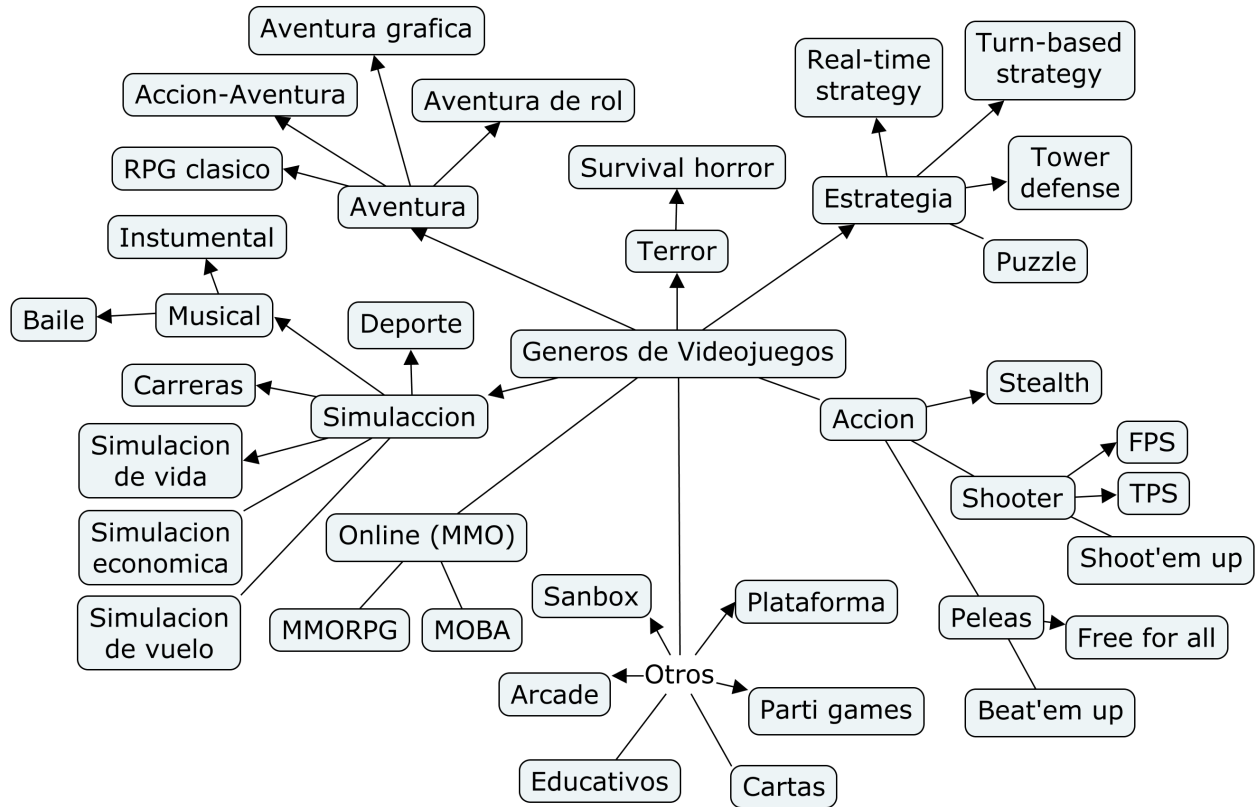 Aventura grafica
Accion-Aventura
Aventura de rol
RPG clasico
Aventura
Real-time
strategy
Turn-based
strategy
Tower
defense
Survival horror
Estrategia
Puzzle
Terror
Instumental
Baile
Musical
Deporte
Generos de Videojuegos
Carreras
Simulaccion
Simulacion
de vida
Simulacion
economica
Simulacion
de vuelo
Stealth
Accion
FPS
TPS
Shooter
Shoot'em up
Online (MMO)
MMORPG
MOBA
Peleas
Free for all
Beat'em up
Sanbox
Plataforma
Otros
Arcade
Parti games
Educativos
Cartas